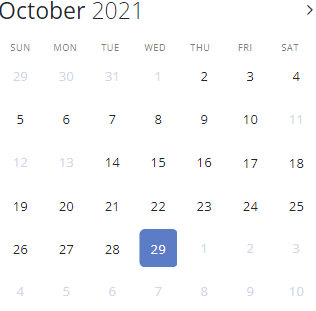 October 2021
SUN MON TUE WED THU FRI SAT
29 30 31 1 2 3 4
5 6 7 8 9 10 11
12 13 14 15 16 17 18
19 20 21 22 23 24 25
26 27 28 29 1 2 3
4 5 6 7 8 9 10